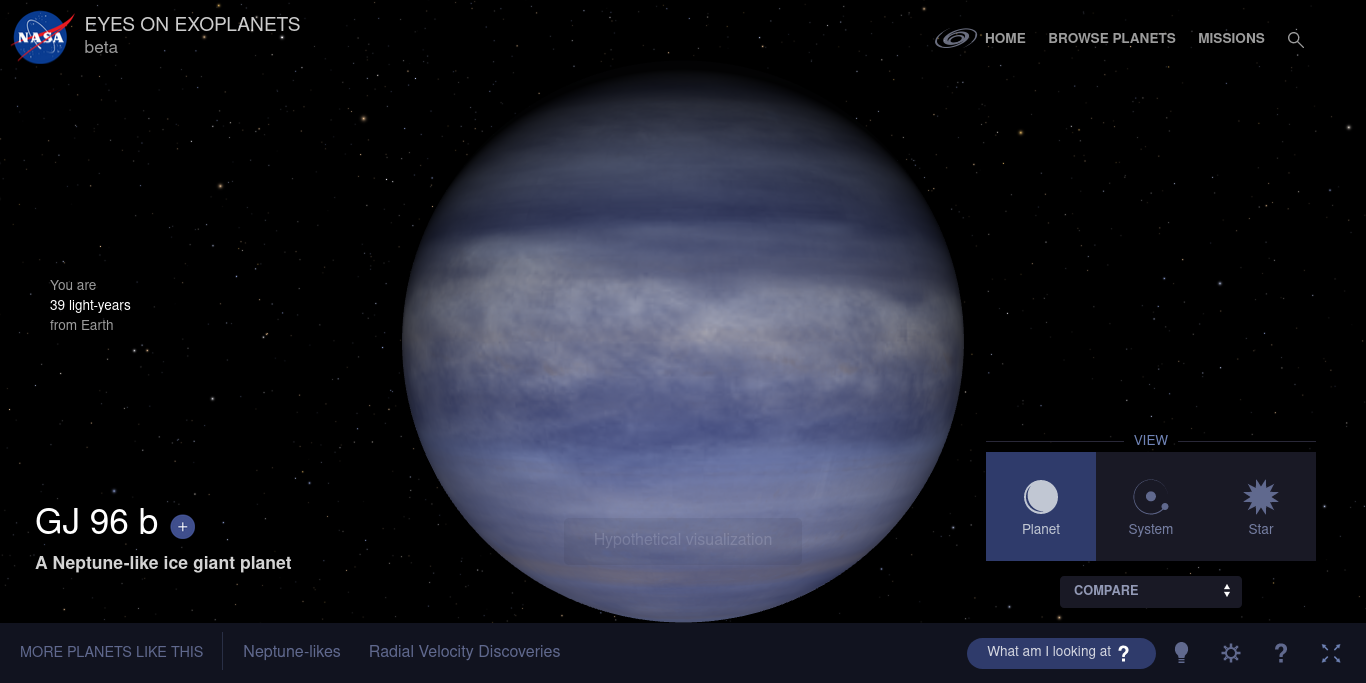 NASA
EYES ON EXOPLANETS
beta
HOME
BROWSE PLANETS
MISSIONS
You are
39 light-years
from Earth
GJ 96 b +
A Neptune-like ice giant planet
Hypothetical visualization
VIEW
Planet
System
Star
COMPARE
MORE PLANETS LIKE THIS
Neptune-likes
Radial Velocity Discoveries
What am I looking at ?
?